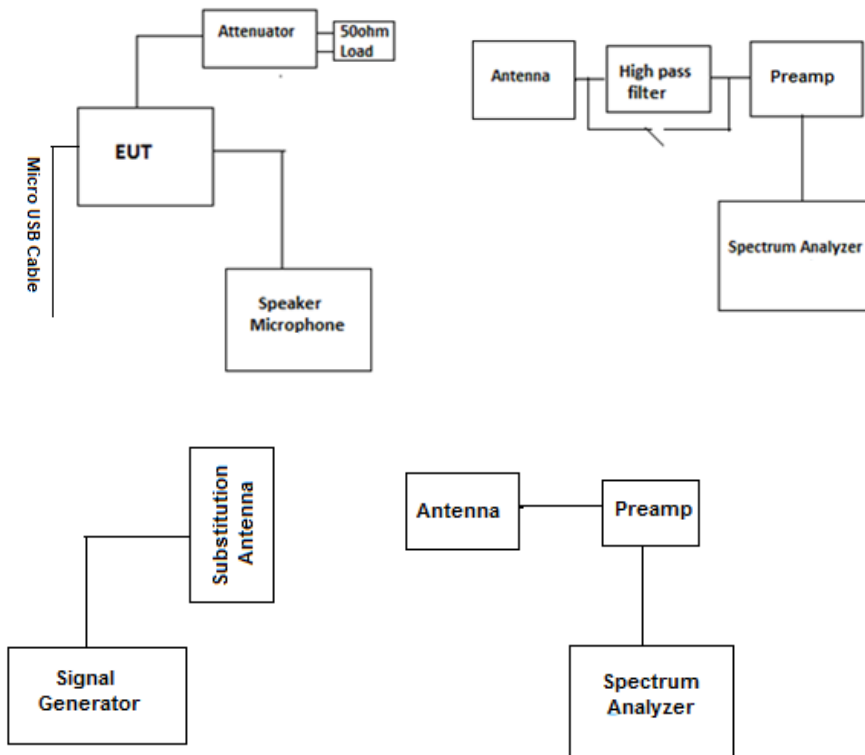 Attenuator
50ohm
Load
EUT
Micro USB Cable
Speaker
Microphone
Antenna
High pass
filter
Preamp
Spectrum Analyzer
Substitution
Antenna
Signal
Generator
Antenna
Preamp
Spectrum
Analyzer